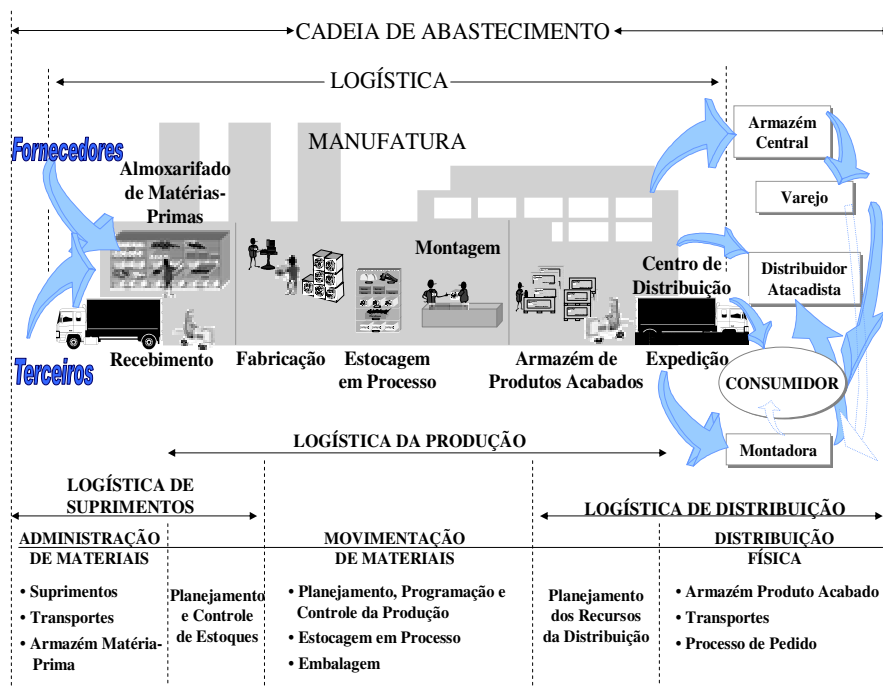 CADEIA DE ABASTECIMENTO
LOGÍSTICA
MANUFATURA
Fornecedores
Almoxarifado
de Matérias-
Primas
Montagem
Centro de
Distribuição
Armazém
Central
Varejo
Distribuidor
Atacadista
Terceiros
Recebimento
Fabricação
Estocagem
em Processo
Armazém de
Produtos Acabados
Expedição
CONSUMIDOR
Montadora
LOGÍSTICA DA PRODUÇÃO
LOGÍSTICA DE
SUPRIMENTOS
LOGÍSTICA DE DISTRIBUIÇÃO
ADMINISTRAÇÃO
DE MATERIAIS
MOVIMENTAÇÃO
DE MATERIAIS
DISTRIBUIÇÃO
FÍSICA
• Suprimentos
• Transportes
• Armazém Matéria-
Prima
Planejamento
e Controle
de Estoques
• Planejamento, Programação e
Controle da Produção
• Estocagem em Processo
• Embalagem
Planejamento
dos Recursos
da Distribuição
• Armazém Produto Acabado
• Transportes
• Processo de Pedido